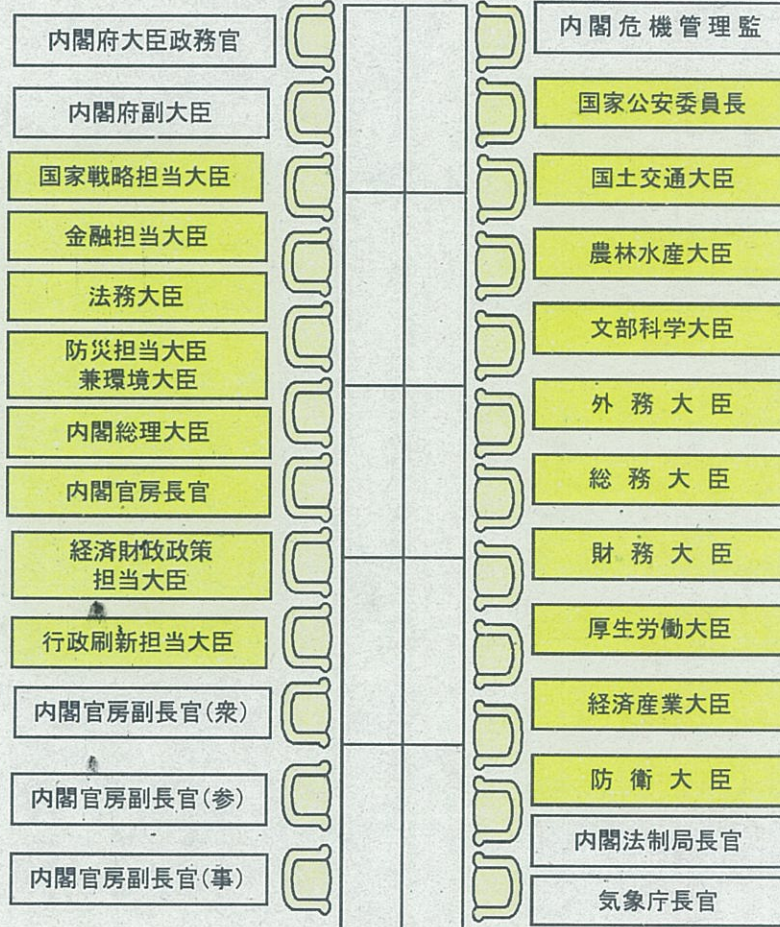 内閣府大臣政務官
内閣府副大臣
国家戦略担当大臣
金融担当大臣
法務大臣
防災担当大臣
兼環境大臣
内閣総理大臣
内閣官房長官
経済財政政策
担当大臣
行政刷新担当大臣
内閣官房副長官(衆)
内閣官房副長官(参)
内閣官房副長官(事)
内閣危機管理監
国家公安委員長
国土交通大臣
農林水産大臣
文部科学大臣
外務大臣
総務大臣
財務大臣
厚生労働大臣
経済産業大臣
防衛大臣
内閣法制局長官
気象庁長官